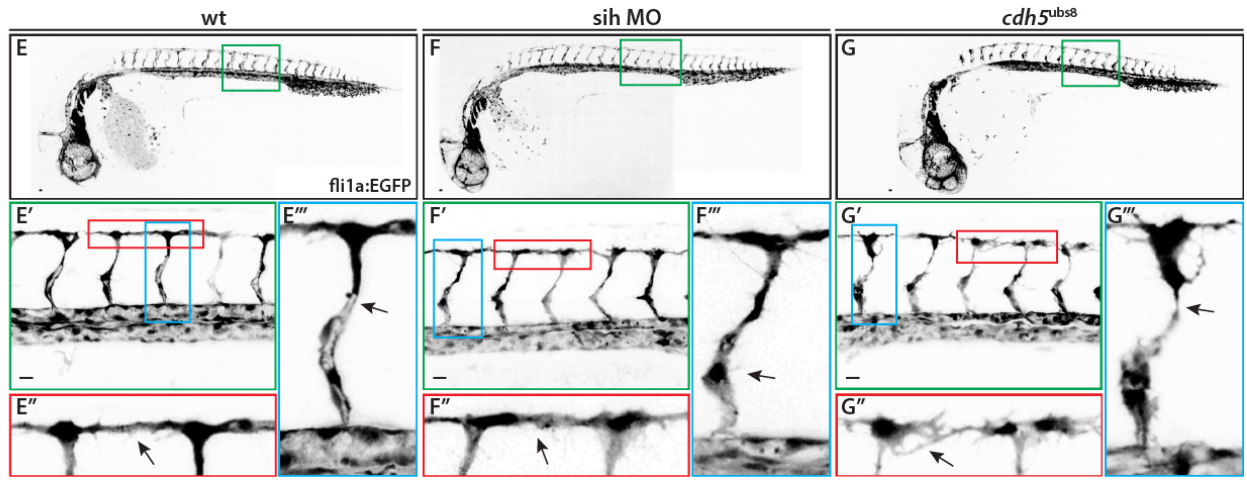 wt
sih MO
cdh5ubs8
E
F
G
fli1a:EGFP
E′
E‴
F′
F‴
G′
G‴
E″
F″
G″